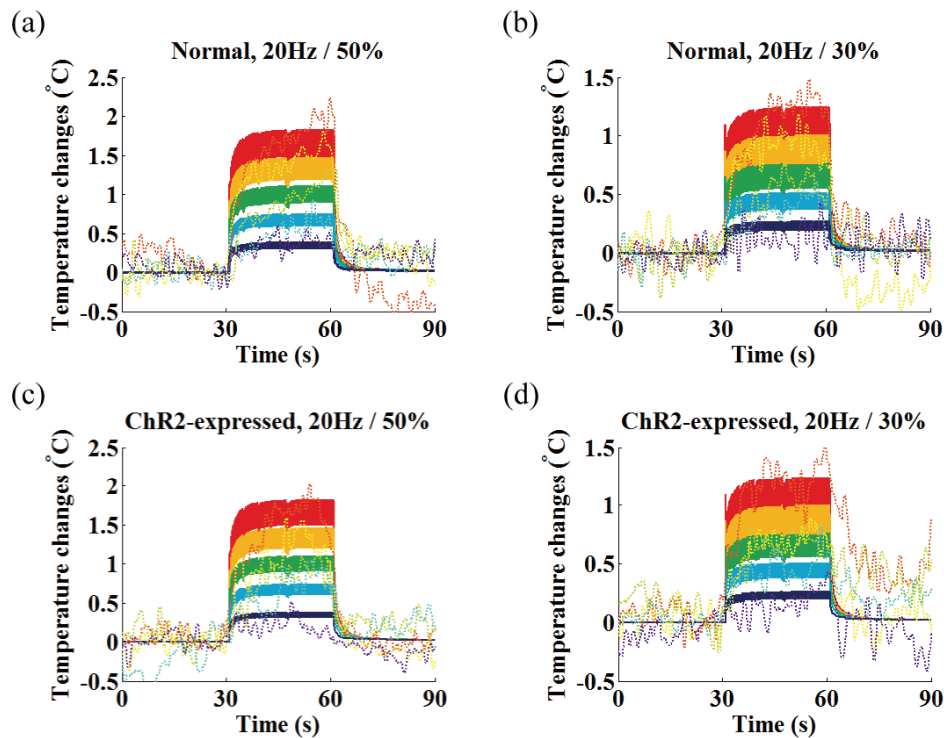 (a)
Normal, 20Hz / 50%
Temperature changes (°C)
2.5
2
1.5
1
0.5
0
-0.5
0 30 60 90
Time (s)
(b)
Normal, 20Hz / 30%
Temperature changes (°C)
1.5
1
0.5
0
-0.5
0 30 60 90
Time (s)
(c)
ChR2-expressed, 20Hz / 50%
Temperature changes (°C)
2.5
2
1.5
1
0.5
0
-0.5
0 30 60 90
Time (s)
(d)
ChR2-expressed, 20Hz / 30%
Temperature changes (°C)
1.5
1
0.5
0
-0.5
0 30 60 90
Time (s)